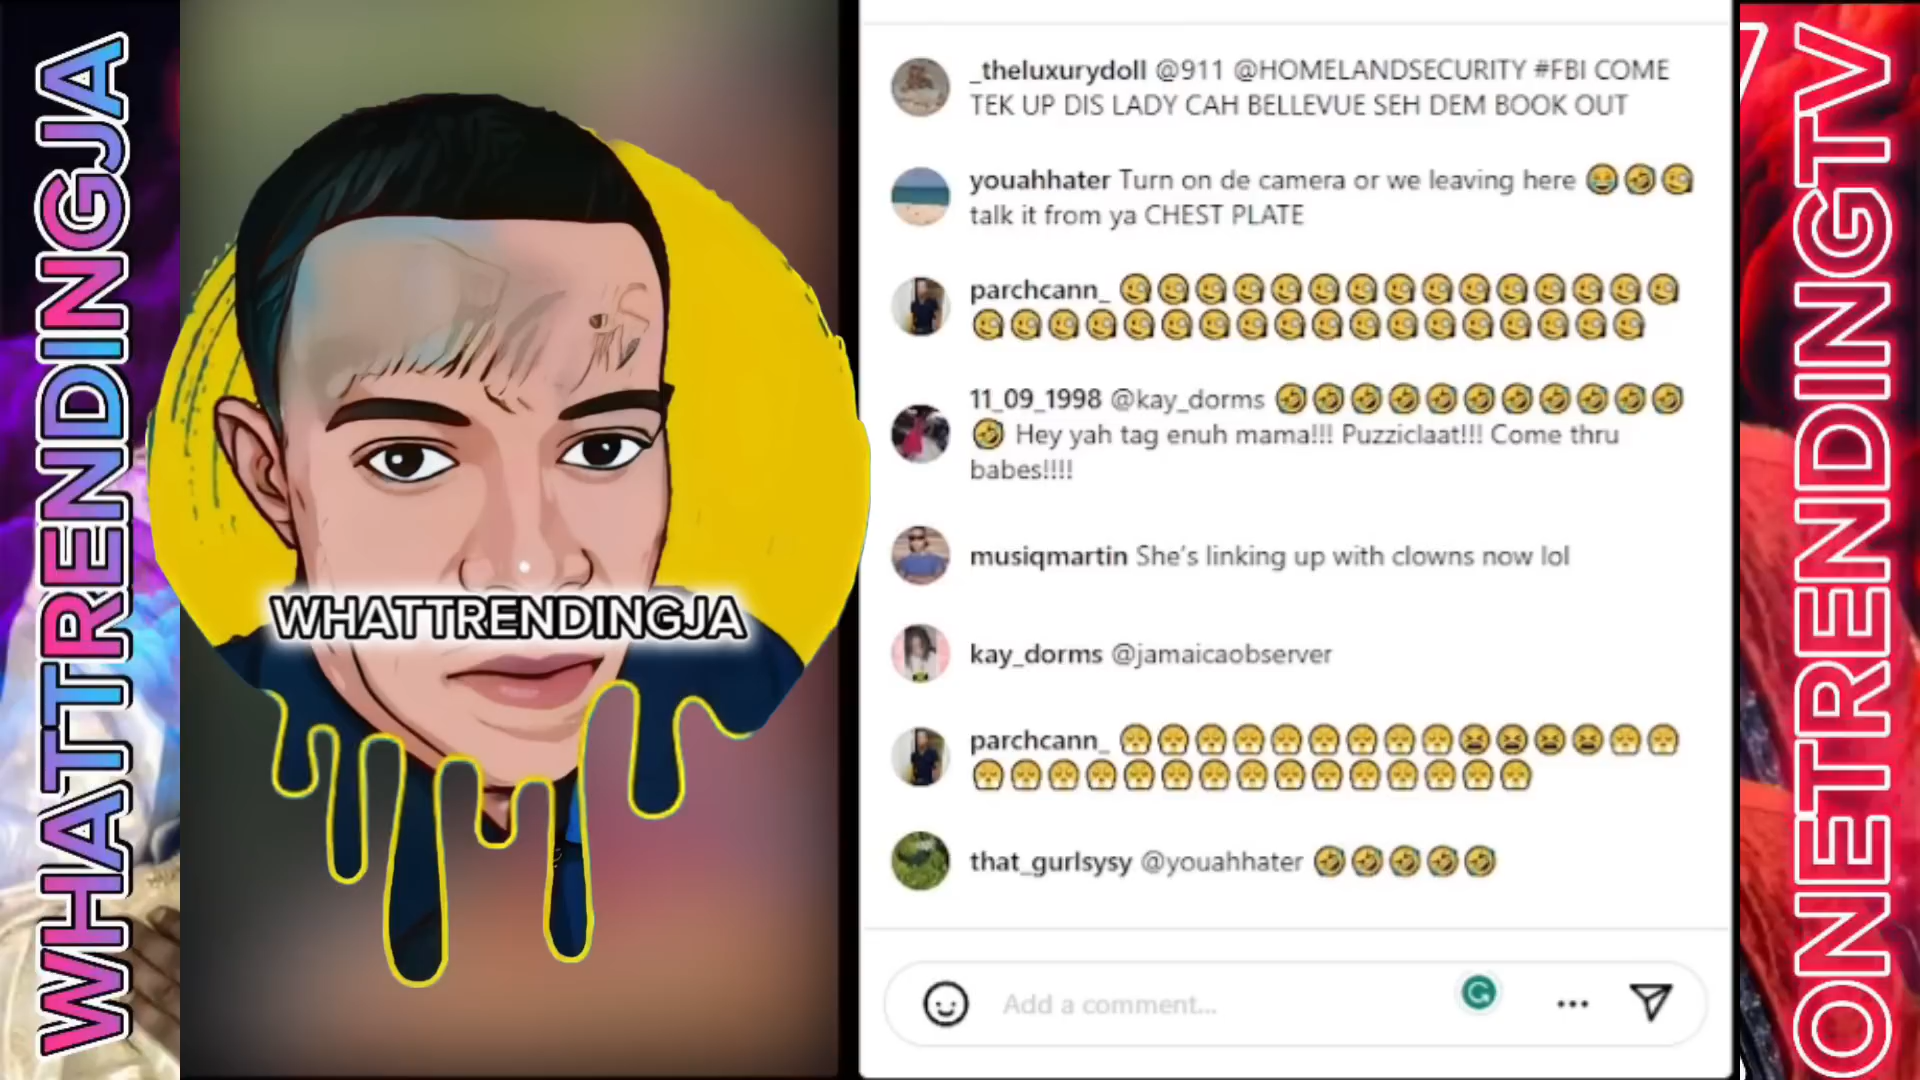 WHATTRENDINGJA
WHATTRENDINGJA
_theluxurydoll @911 @HOMELANDSECURITY #FBI COME
TEK UP DIS LADY CAH BELLEVUE SEH DEM BOOK OUT
youahhater Turn on de camera or we leaving here 😂🤣🧐
talk it from ya CHEST PLATE
parchcann_ 🧐🧐🧐🧐🧐🧐🧐🧐🧐🧐🧐🧐🧐🧐🧐
🧐🧐🧐🧐🧐🧐🧐🧐🧐🧐🧐🧐🧐🧐🧐🧐🧐🧐
11_09_1998 @kay_dorms 🤣🤣🤣🤣🤣🤣🤣🤣🤣🤣🤣
🤣 Hey yah tag enuh mama!!! Puzziclaat!!! Come thru
babes!!!!
musiqmartin She's linking up with clowns now lol
kay_dorms @jamaicaobserver
parchcann_ 😤😤😤😤😤😤😤😤😤😫😫😫😫😤😤
😤😤😤😤😤😤😤😤😤😤😤😤😤😤😤
that_gurlsysy @youahhater 🤣🤣🤣🤣🤣
Add a comment...
ONETRENDINGTV